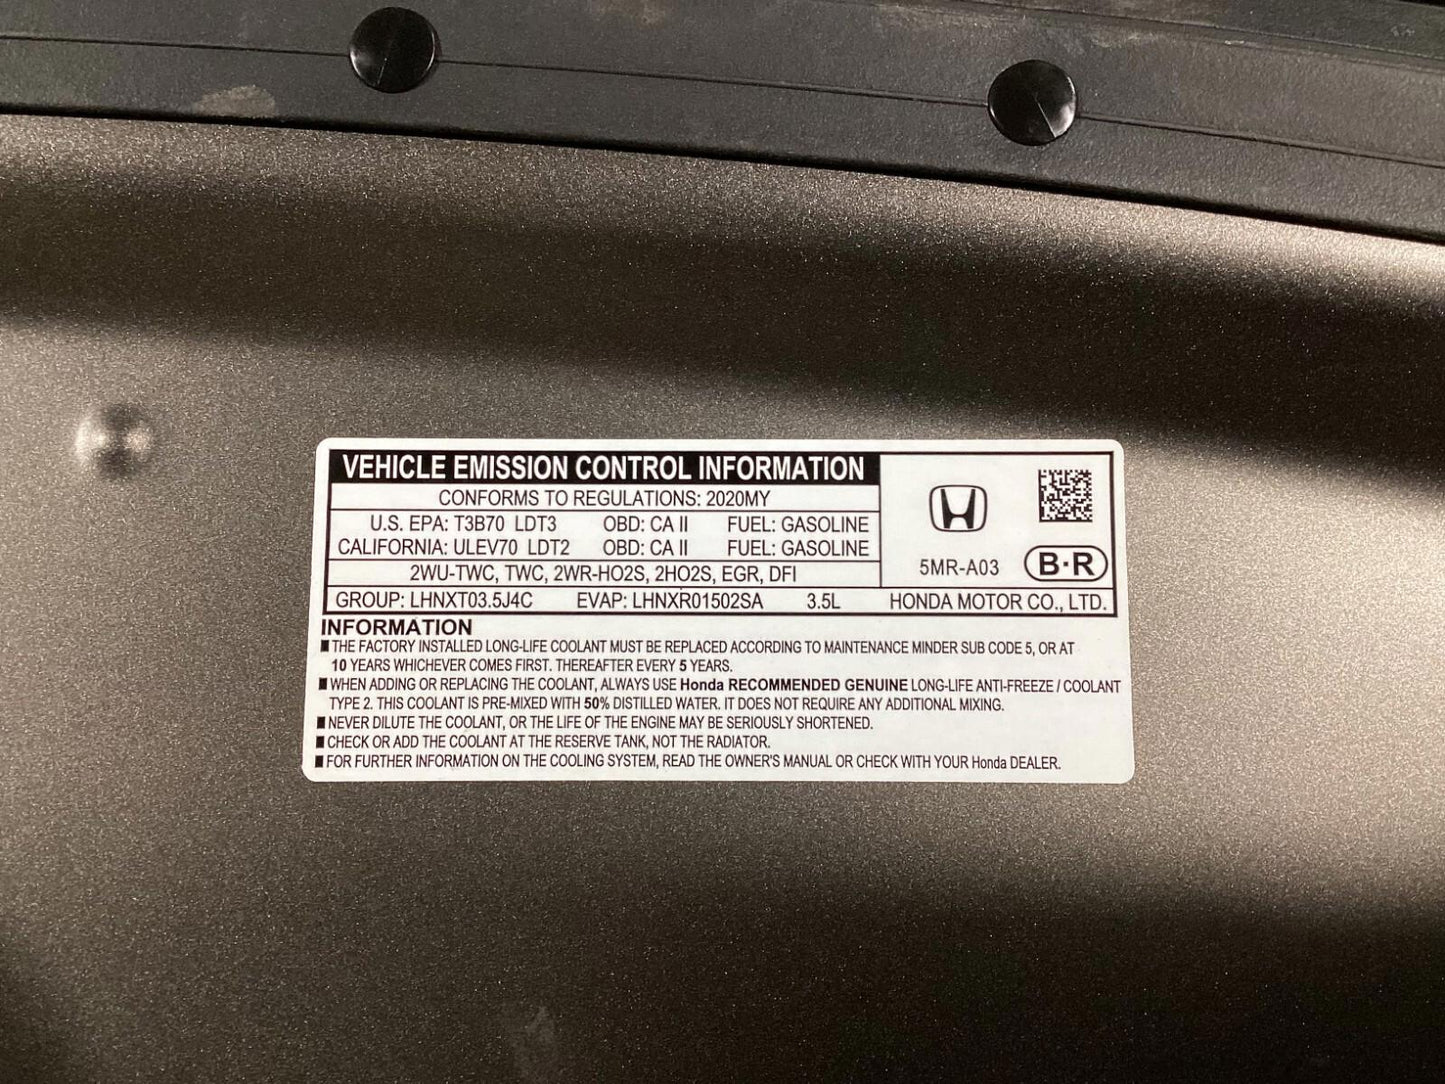 VEHICLE EMISSION CONTROL INFORMATION
CONFORMS TO REGULATIONS: 2020MY
U.S. EPA: T3B70 LDT3 OBD: CA II FUEL: GASOLINE
CALIFORNIA: ULEV70 LDT2 OBD: CA II FUEL: GASOLINE
2WU-TWC, TWC, 2WR-HO2S, 2HO2S, EGR, DFI
5MR-A03 B·R
GROUP: LHNXT03.5J4C EVAP: LHNXR01502SA 3.5L HONDA MOTOR CO., LTD.
INFORMATION
■ THE FACTORY INSTALLED LONG-LIFE COOLANT MUST BE REPLACED ACCORDING TO MAINTENANCE MINDER SUB CODE 5, OR AT
10 YEARS WHICHEVER COMES FIRST. THEREAFTER EVERY 5 YEARS.
■ WHEN ADDING OR REPLACING THE COOLANT, ALWAYS USE Honda RECOMMENDED GENUINE LONG-LIFE ANTI-FREEZE / COOLANT
TYPE 2. THIS COOLANT IS PRE-MIXED WITH 50% DISTILLED WATER. IT DOES NOT REQUIRE ANY ADDITIONAL MIXING.
■ NEVER DILUTE THE COOLANT, OR THE LIFE OF THE ENGINE MAY BE SERIOUSLY SHORTENED.
■ CHECK OR ADD THE COOLANT AT THE RESERVE TANK, NOT THE RADIATOR.
■ FOR FURTHER INFORMATION ON THE COOLING SYSTEM, READ THE OWNER'S MANUAL OR CHECK WITH YOUR Honda DEALER.